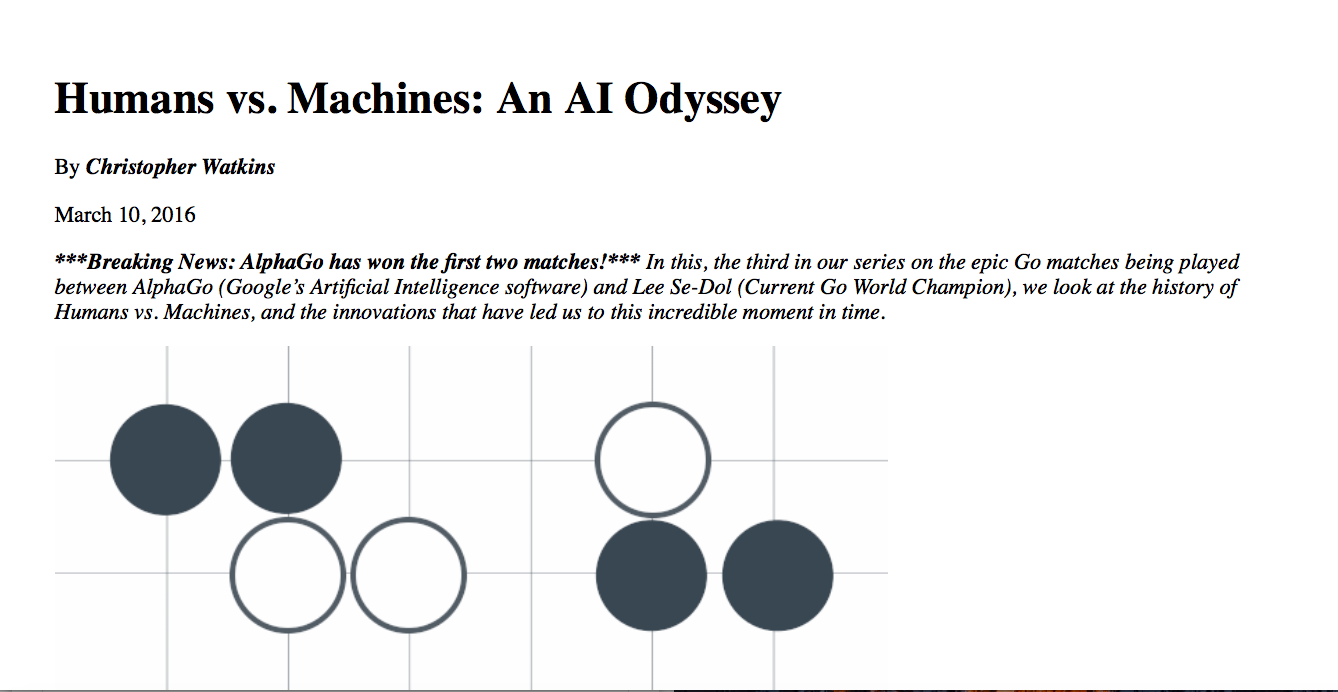 Humans vs. Machines: An AI Odyssey
By Christopher Watkins
March 10, 2016
***Breaking News: AlphaGo has won the first two matches!*** In this, the third in our series on the epic Go matches being played
between AlphaGo (Google’s Artificial Intelligence software) and Lee Se-Dol (Current Go World Champion), we look at the history of
Humans vs. Machines, and the innovations that have led us to this incredible moment in time.